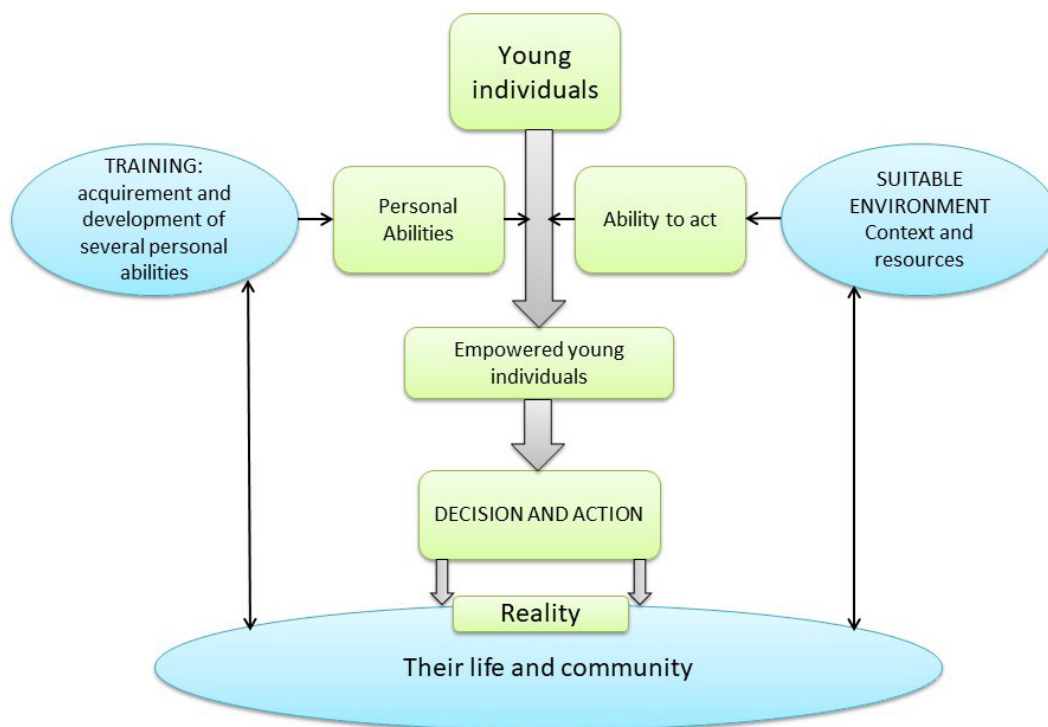 Young
individuals
TRAINING:
acquirement and
development of
several personal
abilities
Personal
Abilities
Ability to act
SUITABLE
ENVIRONMENT
Context and
resources
Empowered young
individuals
DECISION AND ACTION
Reality
Their life and community